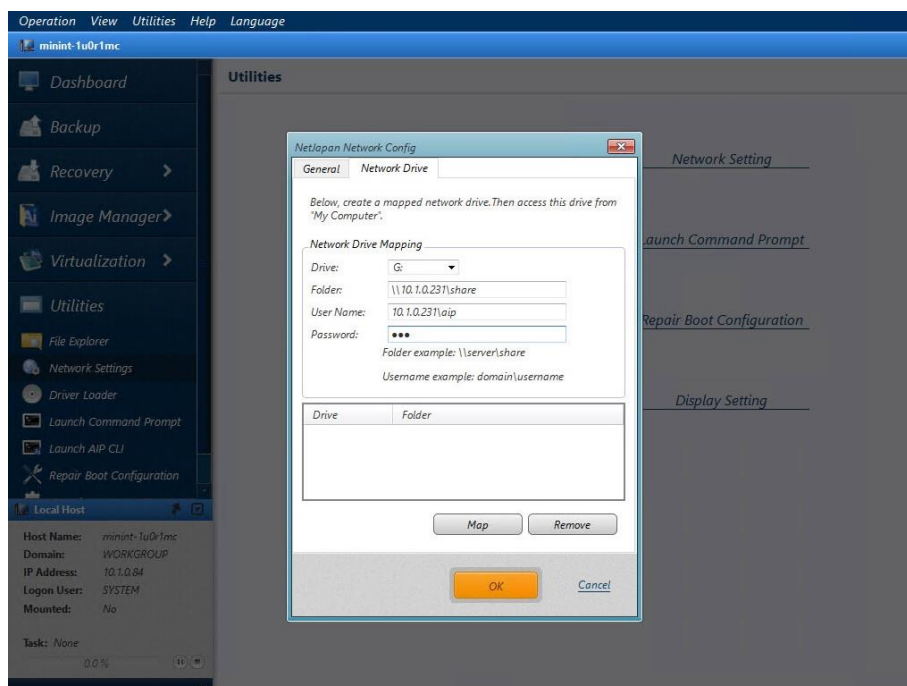 Operation View Utilities Help Language
minint-1u0r1mc
Dashboard
Backup
Recovery
Image Manager
Virtualization
Utilities
File Explorer
Network Settings
Driver Loader
Launch Command Prompt
Launch AIP CLI
Repair Boot Configuration
Local Host
Host Name: minint-1u0r1mc
Domain: WORKGROUP
IP Address: 10.1.0.84
Logon User: SYSTEM
Mounted: No
Task: None
0.0 %
Utilities
Network Setting
Launch Command Prompt
Repair Boot Configuration
Display Setting
NetJapan Network Config
General Network Drive
Below, create a mapped network drive.Then access this drive from
"My Computer".
Network Drive Mapping
Drive: G:
Folder: \\10.1.0.231\share
User Name: 10.1.0.231\aip
Password: •••
Folder example: \\server\share
Username example: domain\username
Drive Folder
Map Remove
OK Cancel